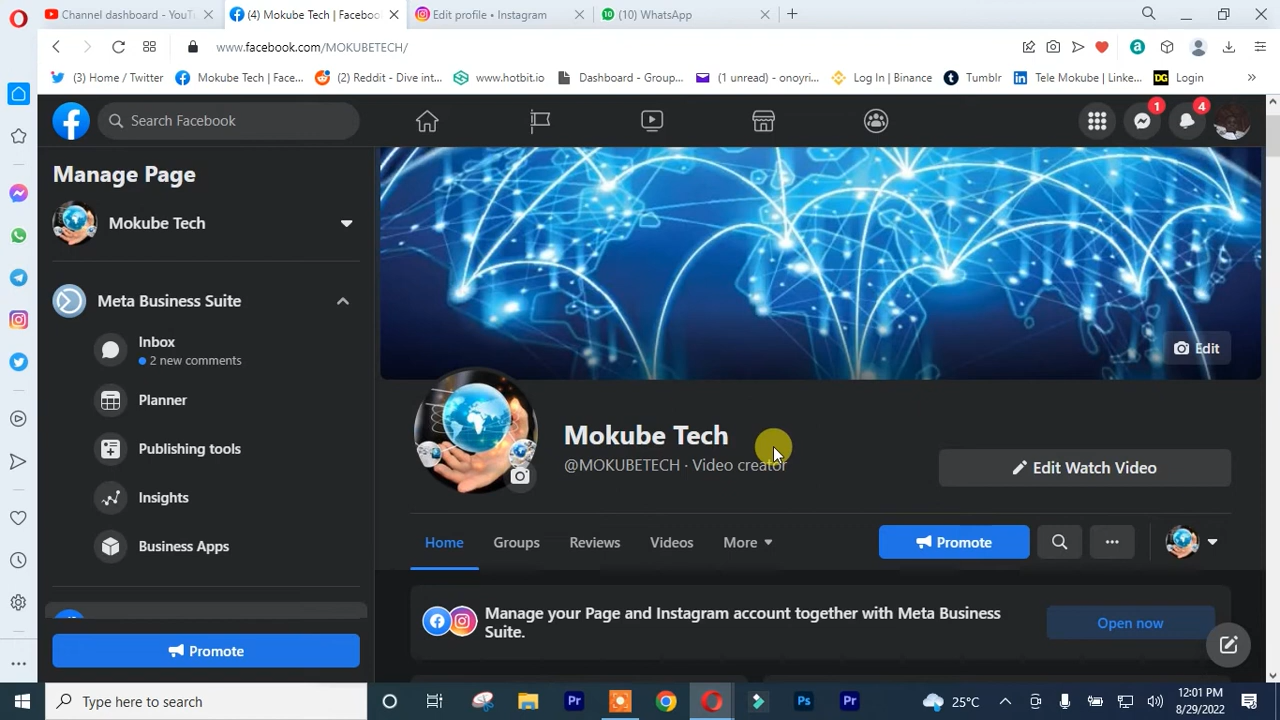 Channel dashboard - YouTu
(4) Mokube Tech | Facebook
Edit profile • Instagram
(10) WhatsApp
www.facebook.com/MOKUBETECH/
(3) Home / Twitter
Mokube Tech | Face...
(2) Reddit - Dive int...
www.hotbit.io
Dashboard - Group...
(1 unread) - onoyri...
Log In | Binance
Tumblr
Tele Mokube | Linke...
DG Login
Search Facebook
1
4
Manage Page
Mokube Tech
Meta Business Suite
Inbox
2 new comments
Planner
Publishing tools
Insights
Business Apps
Promote
Edit
Mokube Tech
@MOKUBETECH · Video creator
Edit Watch Video
Home
Groups
Reviews
Videos
More
Promote
Manage your Page and Instagram account together with Meta Business
Suite.
Open now
Type here to search
Pr
Ps
Pr
25°C
12:01 PM
8/29/2022